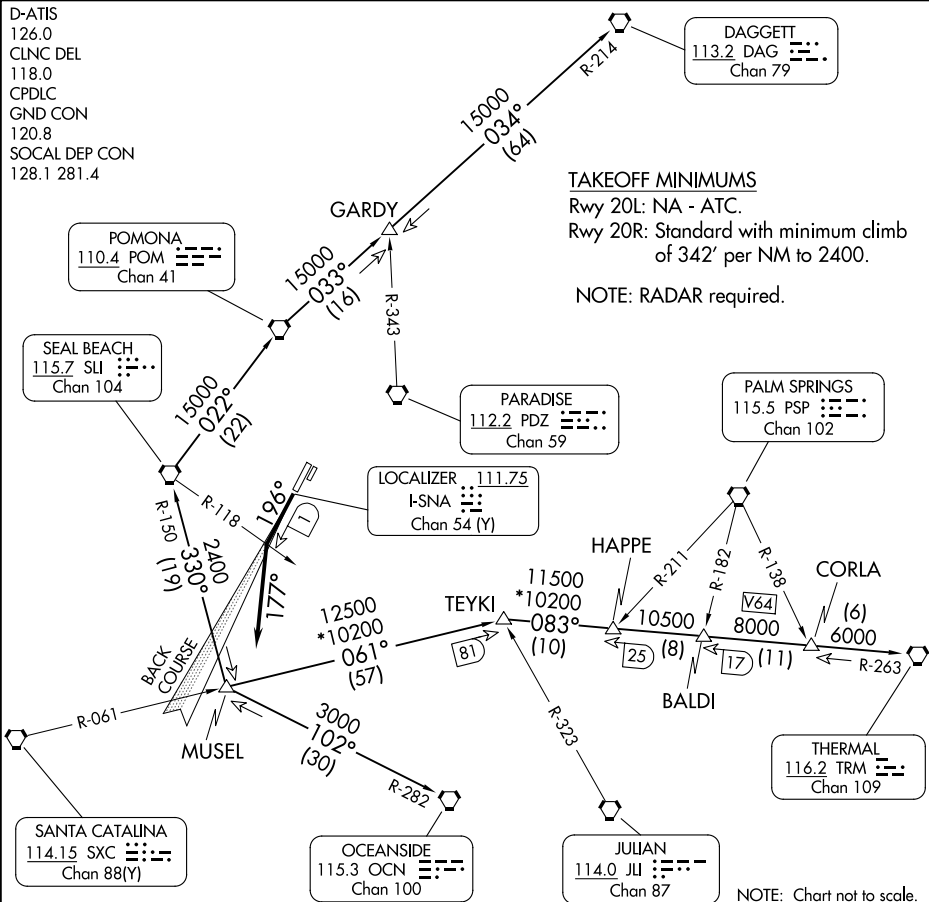 D-ATIS
126.0
CLNC DEL
118.0
CPDLC
GND CON
120.8
SOCAL DEP CON
128.1 281.4
DAGGETT
113.2 DAG
Chan 79
R-214
15000
034°
(64)
TAKEOFF MINIMUMS
Rwy 20L: NA - ATC.
Rwy 20R: Standard with minimum climb
of 342' per NM to 2400.
NOTE: RADAR required.
GARDY
POMONA
110.4 POM
Chan 41
15000
033°
(16)
R-343
SEAL BEACH
115.7 SLI
Chan 104
15000
022°
(22)
PARADISE
112.2 PDZ
Chan 59
PALM SPRINGS
115.5 PSP
Chan 102
LOCALIZER 111.75
I-SNA
Chan 54 (Y)
196°
1
R-118
R-150
2400
330°
(19)
177°
BACK
COURSE
HAPPE
R-211
R-182
R-138
CORLA
TEYKI
12500
*10200
061°
(57)
81
11500
*10200
083°
(10)
25
10500
(8)
V64
8000
17
(11)
(6)
6000
R-263
BALDI
R-061
MUSEL
3000
102°
(30)
R-282
R-323
SANTA CATALINA
114.15 SXC
Chan 88(Y)
OCEANSIDE
115.3 OCN
Chan 100
JULIAN
114.0 JLI
Chan 87
THERMAL
116.2 TRM
Chan 109
NOTE: Chart not to scale.